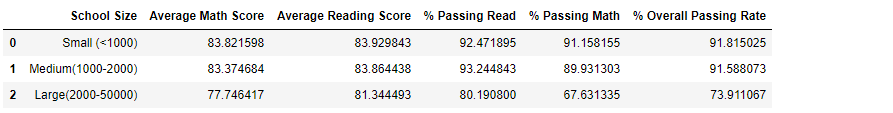 School Size Average Math Score Average Reading Score % Passing Read % Passing Math % Overall Passing Rate
0 Small (<1000) 83.821598 83.929843 92.471895 91.158155 91.815025
1 Medium(1000-2000) 83.374684 83.864438 93.244843 89.931303 91.588073
2 Large(2000-50000) 77.746417 81.344493 80.190800 67.631335 73.911067